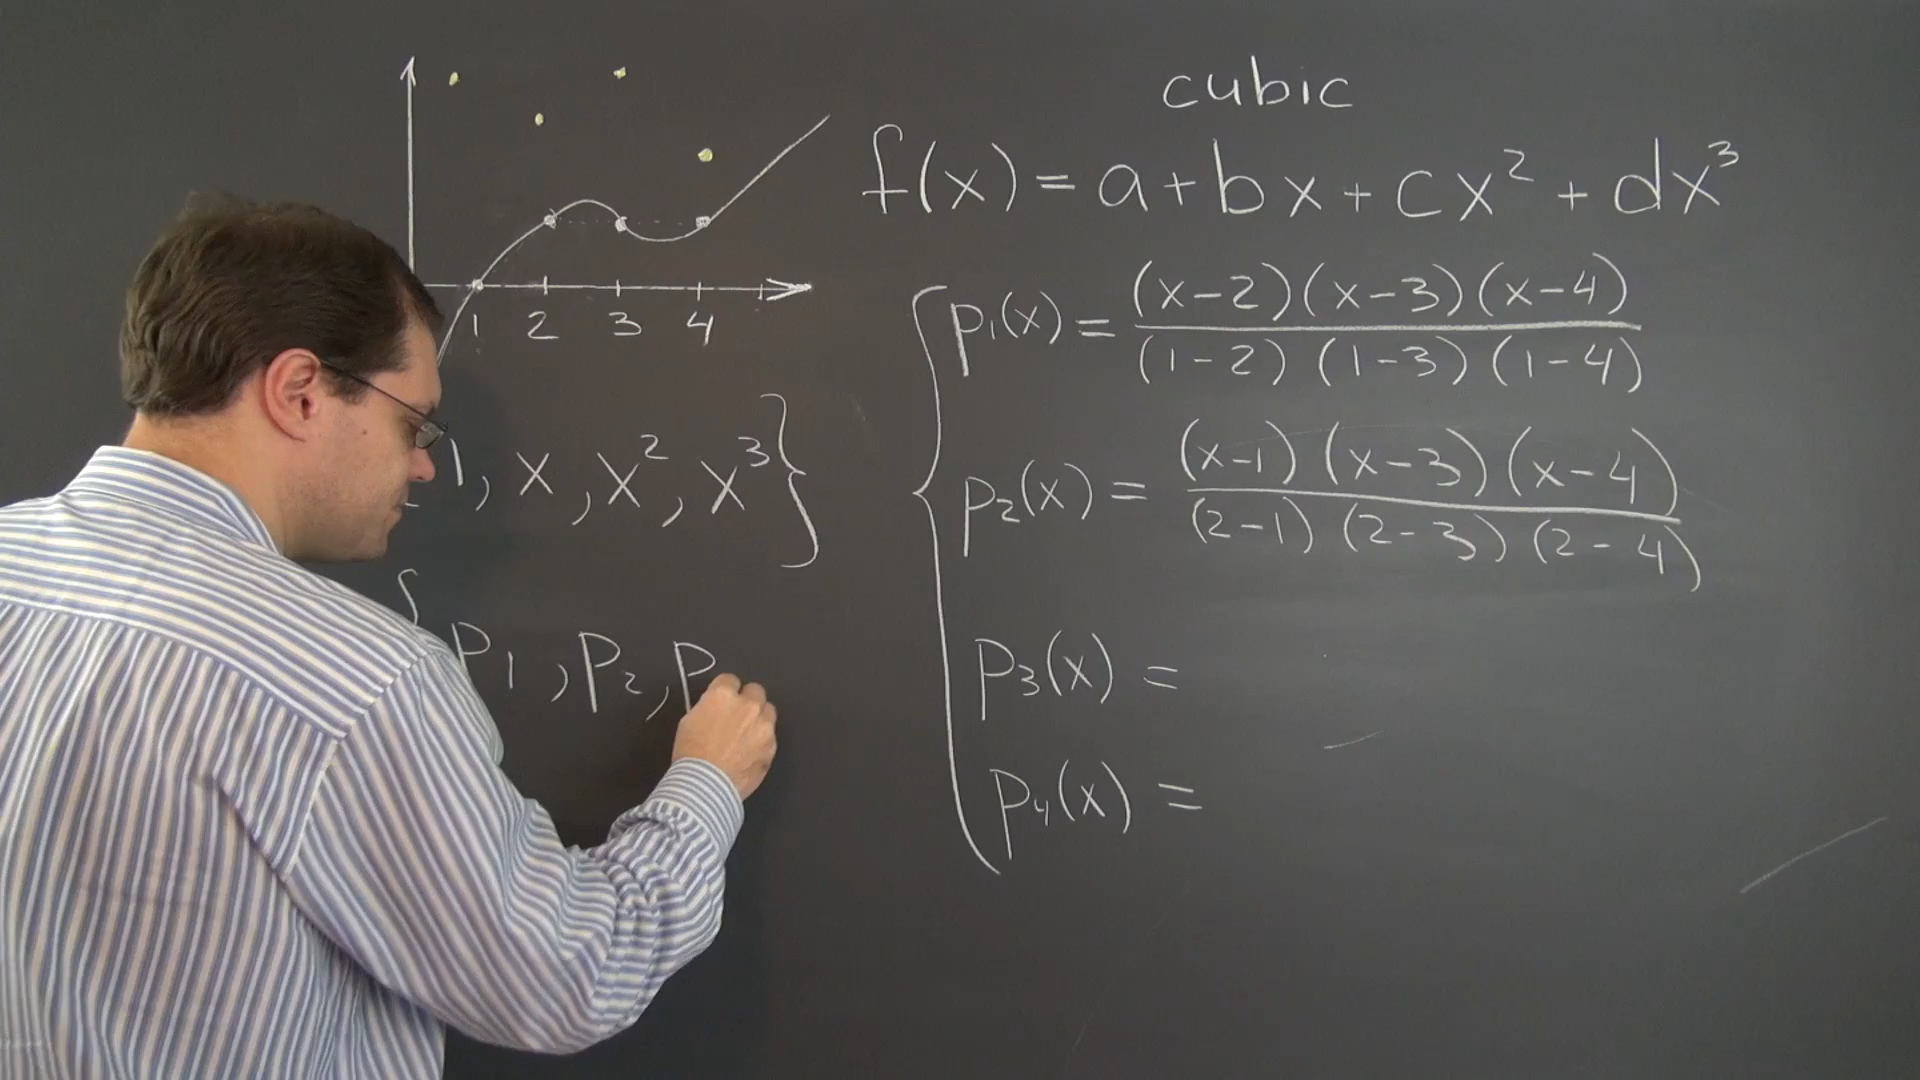 cubic
f(x) = a + bx + cx² + dx³
1 2 3 4
p₁(x) = (x-2)(x-3)(x-4)
(1-2) (1-3) (1-4)
p₂(x) = (x-1) (x-3) (x-4)
(2-1) (2-3) (2-4)
p₃(x) =
p₄(x) =
1, x, x², x³}
{
p₁, p₂, p